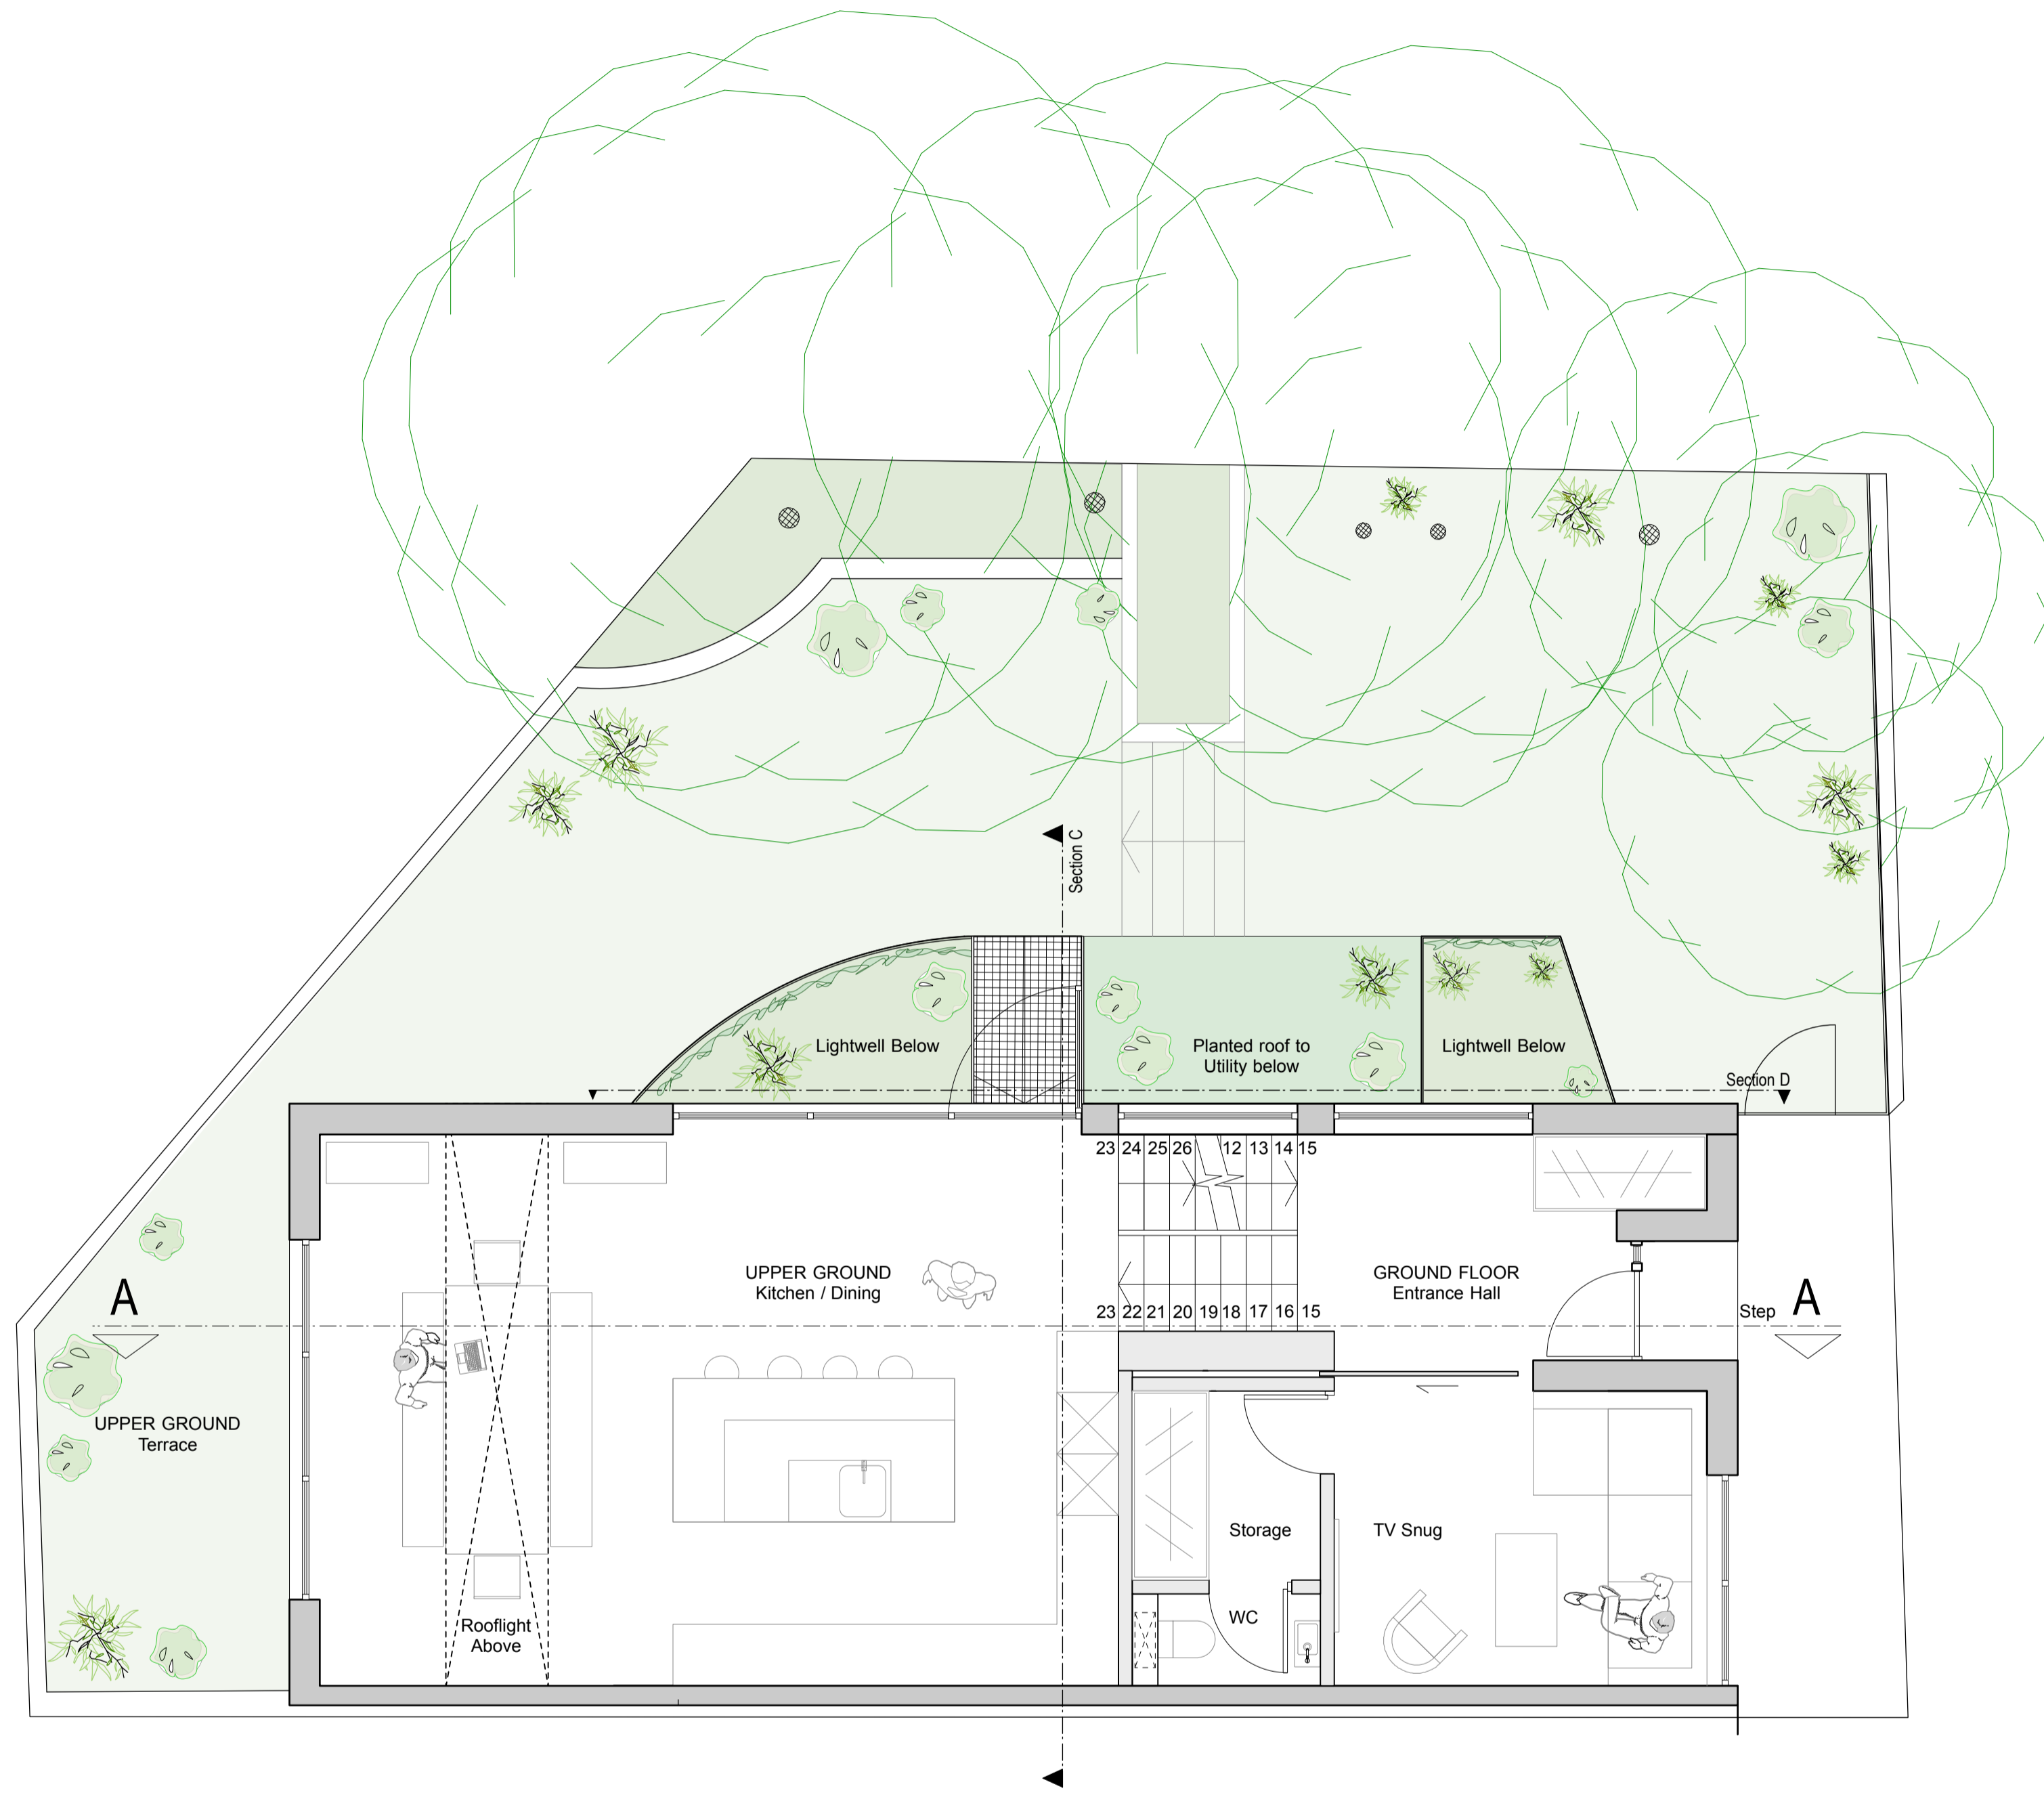 Section C
Lightwell Below
Planted roof to
Utility below
Lightwell Below
Section D
23 24 25 26 12 13 14 15
UPPER GROUND
Kitchen / Dining
GROUND FLOOR
Entrance Hall
A
A
Step
23 22 21 20 19 18 17 16 15
UPPER GROUND
Terrace
Storage
TV Snug
WC
Rooflight
Above